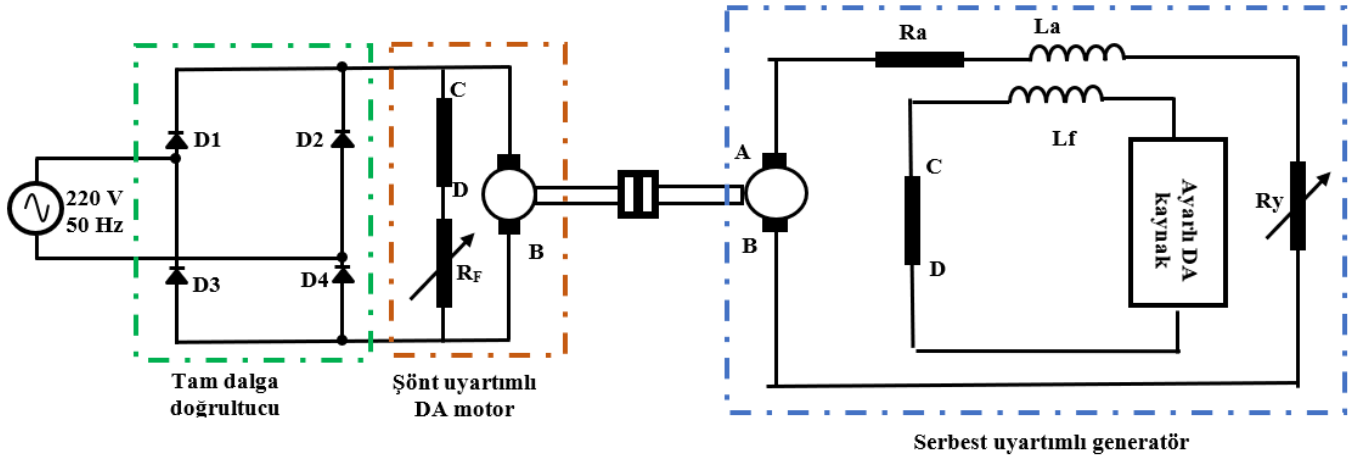 D1
D2
D3
D4
220 V
50 Hz
C
D
RF
B
Tam dalga
doğrultucu
Şönt uyartımlı
DA motor
A
B
Ra
La
Lf
C
D
Ayarlı DA
kaynak
Ry
Serbest uyartımlı generatör